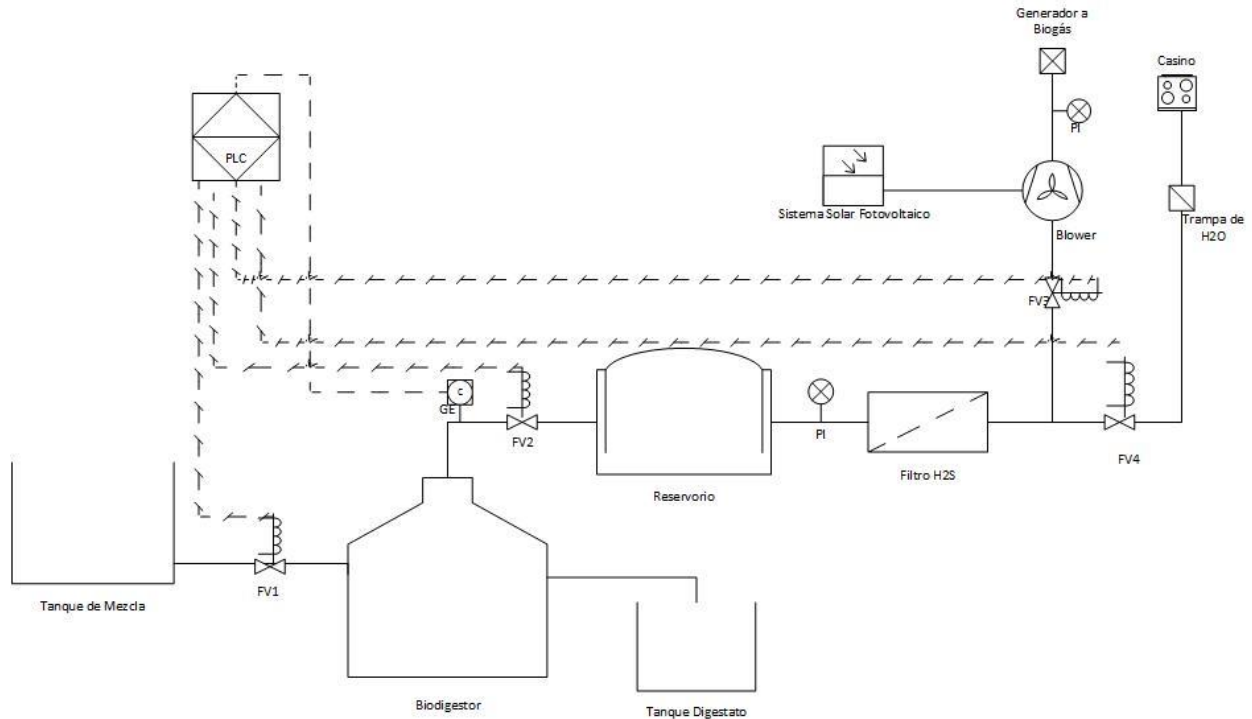 Generador a
Biogás
Casino
PI
PLC
Sistema Solar Fotovoltaico
Blower
Trampa de
H2O
FV3
C
GE
FV2
PI
FV4
Filtro H2S
Reservorio
FV1
Tanque de Mezcla
Biodigestor
Tanque Digestato